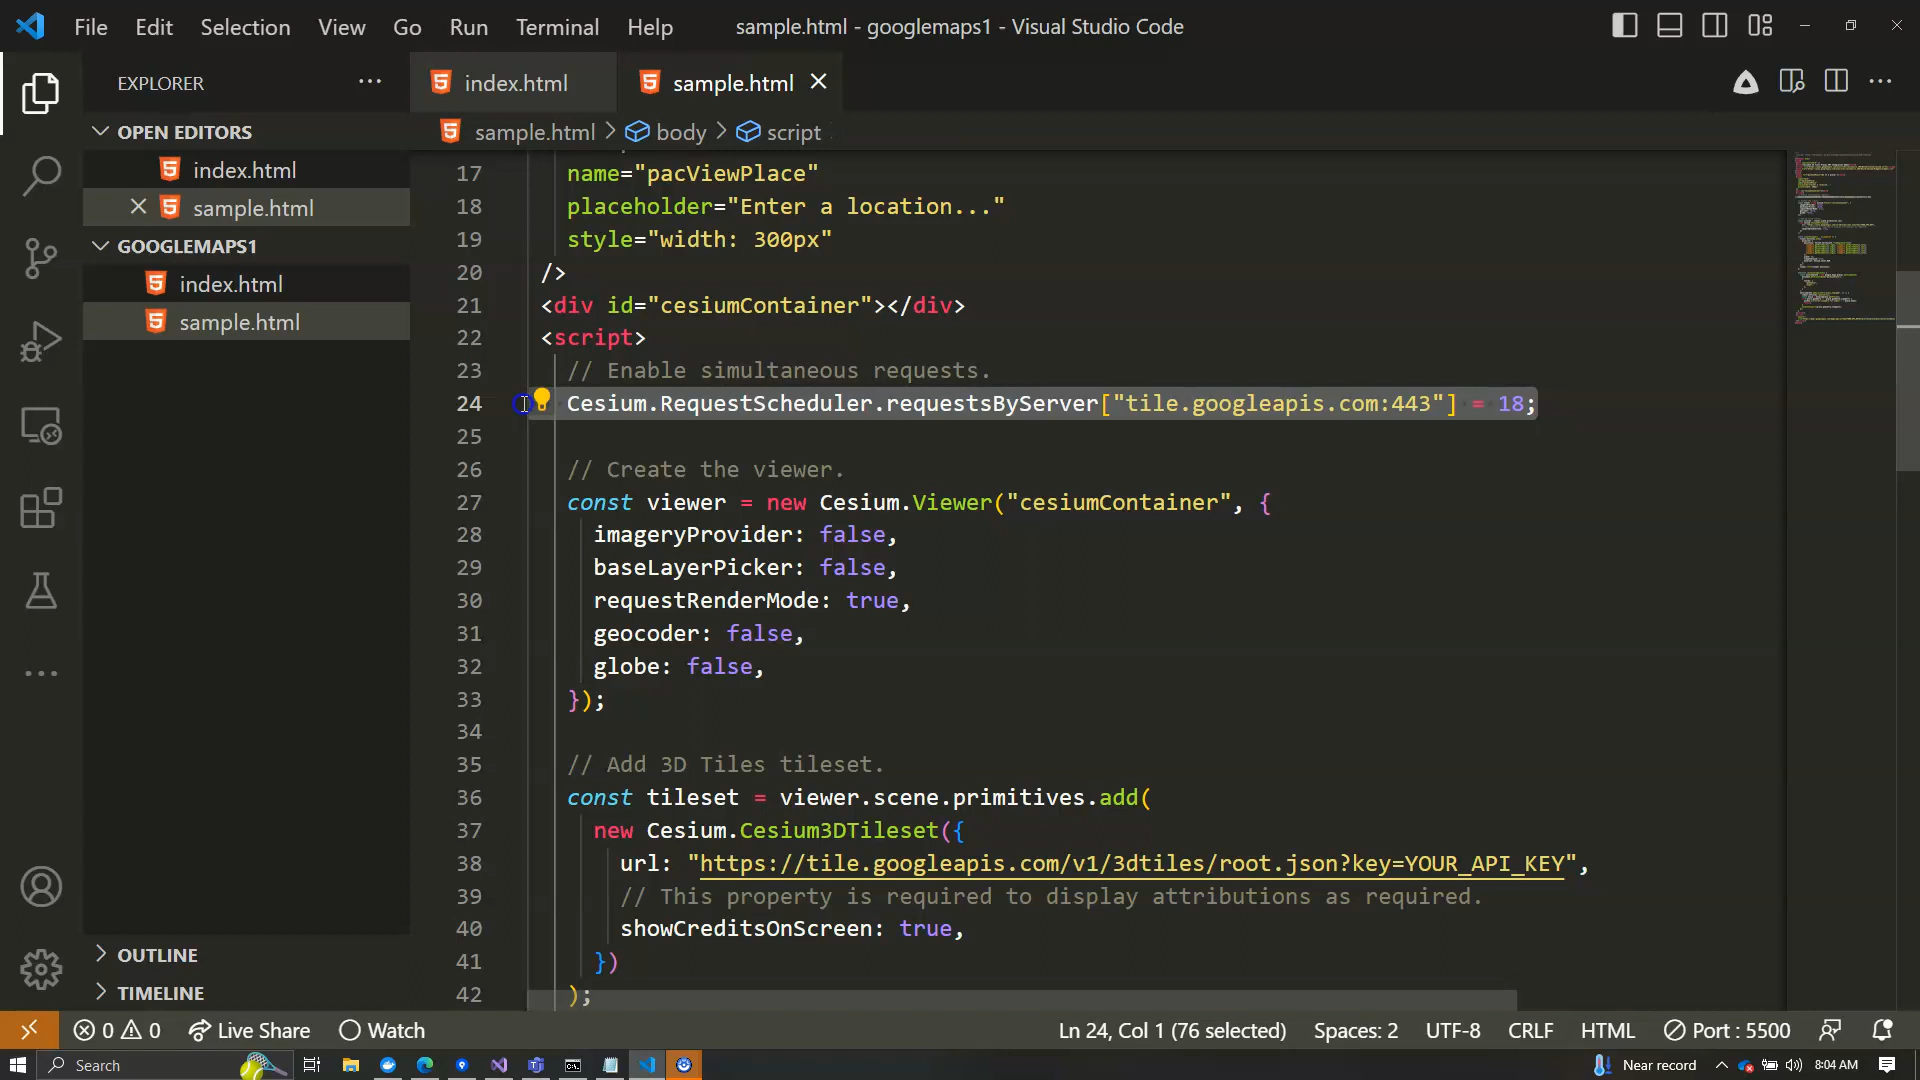 File Edit Selection View Go Run Terminal Help
sample.html - googlemaps1 - Visual Studio Code
EXPLORER
OPEN EDITORS
index.html
sample.html
GOOGLEMAPS1
index.html
sample.html
OUTLINE
TIMELINE
index.html
sample.html
sample.html > body > script
17 name="pacViewPlace"
18 placeholder="Enter a location..."
19 style="width: 300px"
20 />
21 <div id="cesiumContainer"></div>
22 <script>
23 // Enable simultaneous requests.
24 Cesium.RequestScheduler.requestsByServer["tile.googleapis.com:443"] = 18;
25
26 // Create the viewer.
27 const viewer = new Cesium.Viewer("cesiumContainer", {
28 imageryProvider: false,
29 baseLayerPicker: false,
30 requestRenderMode: true,
31 geocoder: false,
32 globe: false,
33 });
34
35 // Add 3D Tiles tileset.
36 const tileset = viewer.scene.primitives.add(
37 new Cesium.Cesium3DTileset({
38 url: "https://tile.googleapis.com/v1/3dtiles/root.json?key=YOUR_API_KEY",
39 // This property is required to display attributions as required.
40 showCreditsOnScreen: true,
41 })
42 );
0 0 Live Share Watch
Ln 24, Col 1 (76 selected) Spaces: 2 UTF-8 CRLF HTML Port : 5500
Search
Near record 8:04 AM